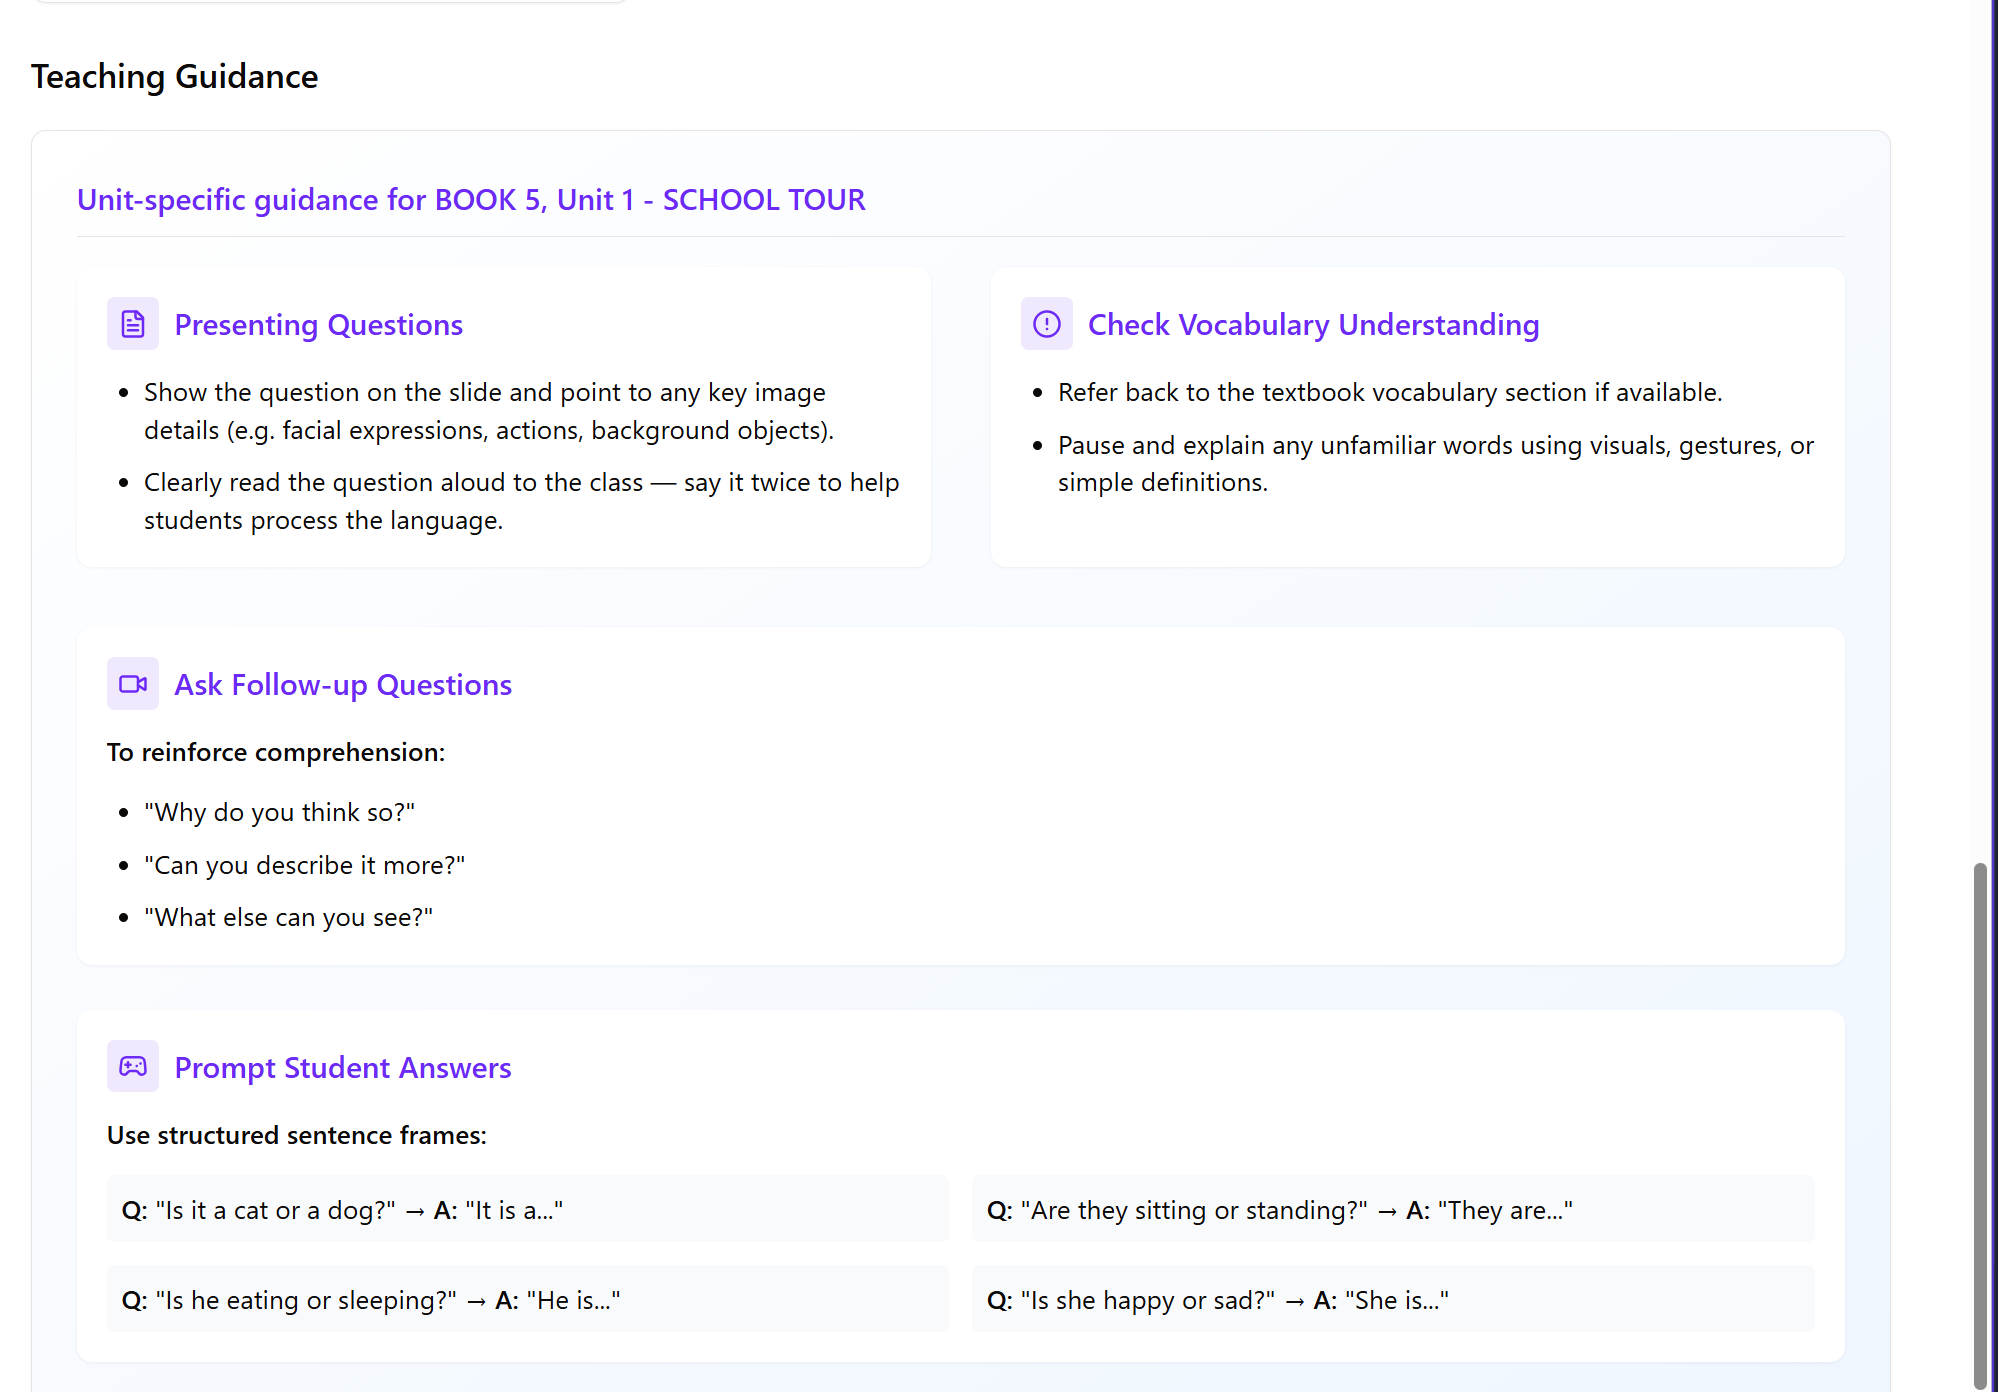 Teaching Guidance
Unit-specific guidance for BOOK 5, Unit 1 - SCHOOL TOUR
Presenting Questions
• Show the question on the slide and point to any key image
details (e.g. facial expressions, actions, background objects).
• Clearly read the question aloud to the class — say it twice to help
students process the language.
Check Vocabulary Understanding
• Refer back to the textbook vocabulary section if available.
• Pause and explain any unfamiliar words using visuals, gestures, or
simple definitions.
Ask Follow-up Questions
To reinforce comprehension:
• "Why do you think so?"
• "Can you describe it more?"
• "What else can you see?"
Prompt Student Answers
Use structured sentence frames:
Q: "Is it a cat or a dog?" → A: "It is a..."
Q: "Are they sitting or standing?" → A: "They are..."
Q: "Is he eating or sleeping?" → A: "He is..."
Q: "Is she happy or sad?" → A: "She is..."